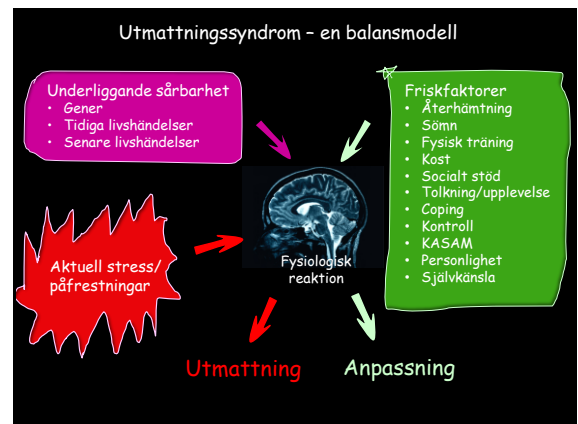 Utmattningssyndrom – en balansmodell
Underliggande sårbarhet
• Gener
• Tidiga livshändelser
• Senare livshändelser
Friskfaktorer
• Återhämtning
• Sömn
• Fysisk träning
• Kost
• Socialt stöd
• Tolkning/upplevelse
• Coping
• Kontroll
• KASAM
• Personlighet
• Självkänsla
Aktuell stress/
påfrestningar
Fysiologisk
reaktion
Utmattning
Anpassning